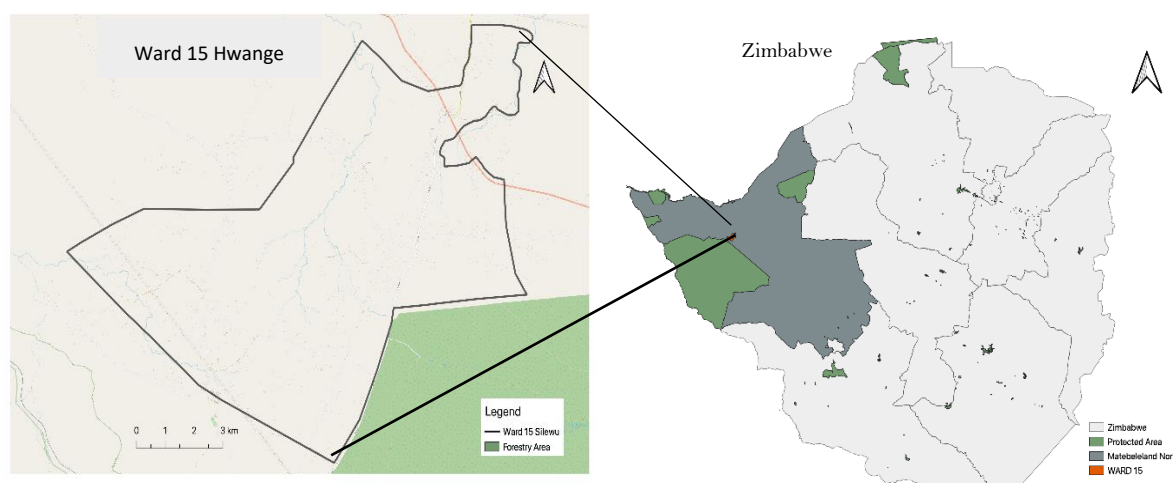 Ward 15 Hwange
Legend
Ward 15 Silewu
Forestry Area
0 1 2 3 km
Zimbabwe
Zimbabwe
Protected Area
Matebeleland Nor
WARD 15